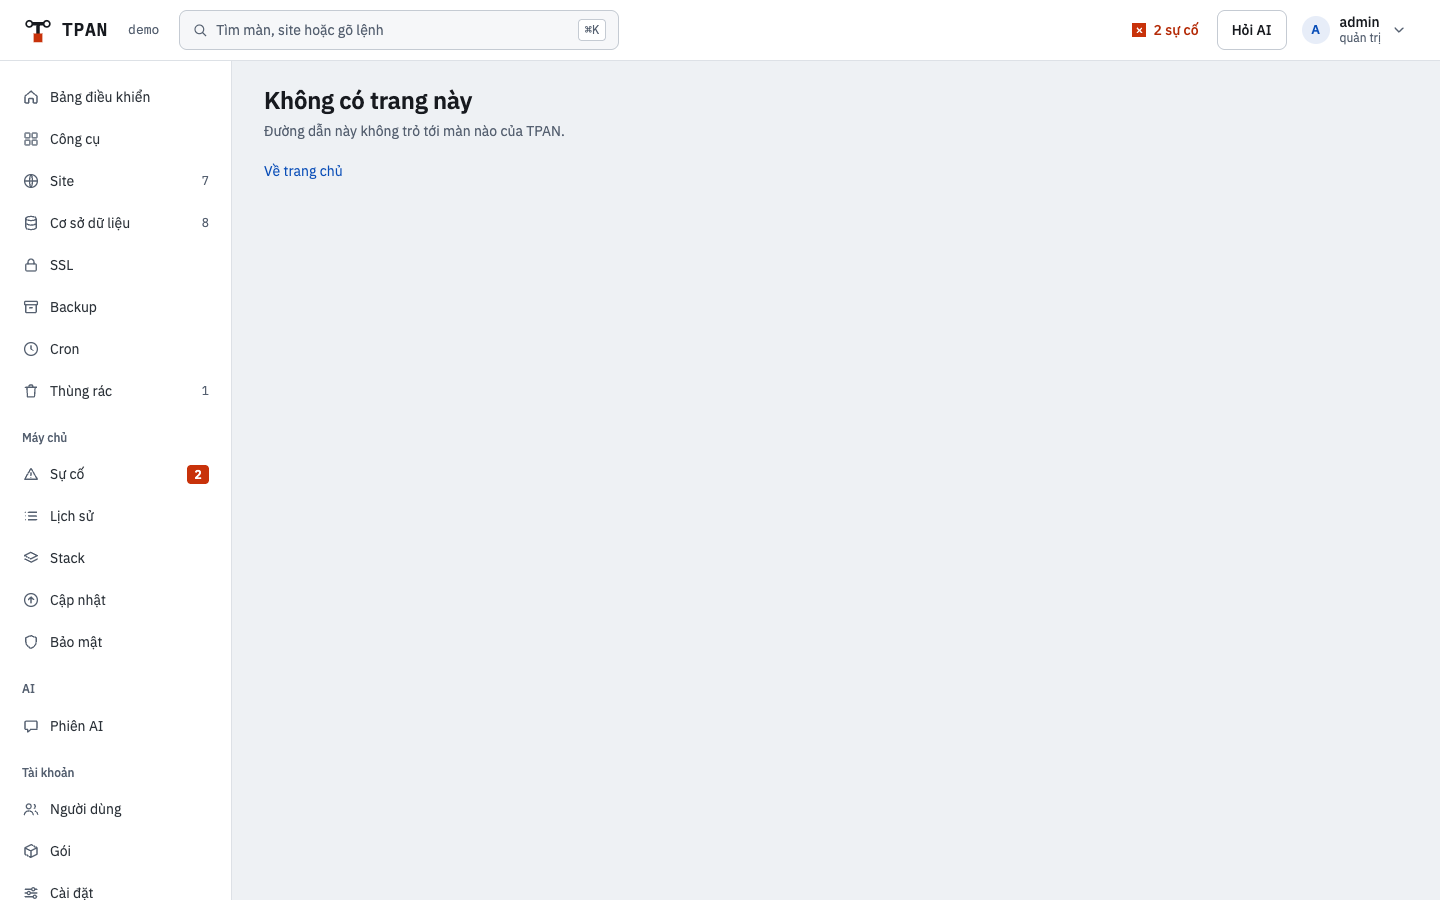 TPAN demo Tìm màn, site hoặc gõ lệnh ⌘K 2 sự cố Hỏi AI A admin
quản trị
Bảng điều khiển
Công cụ
Site 7
Cơ sở dữ liệu 8
SSL
Backup
Cron
Thùng rác 1
Máy chủ
Sự cố 2
Lịch sử
Stack
Cập nhật
Bảo mật
AI
Phiên AI
Tài khoản
Người dùng
Gói
Cài đặt
Không có trang này
Đường dẫn này không trỏ tới màn nào của TPAN.
Về trang chủ